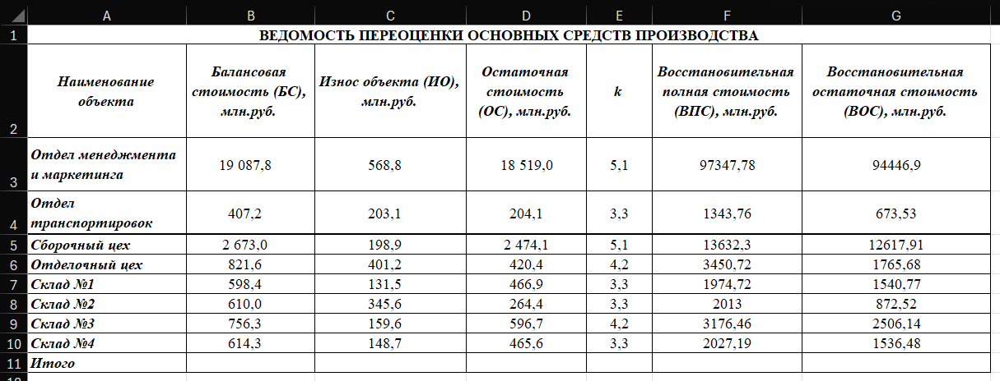 A B C D E F G
1 ВЕДОМОСТЬ ПЕРЕОЦЕНКИ ОСНОВНЫХ СРЕДСТВ ПРОИЗВОДСТВА
Наименование
объекта
Балансовая
стоимость (БС),
млн.руб.
Износ объекта (ИО),
млн.руб.
Остаточная
стоимость
(ОС), млн.руб.
k
Восстановительная
полная стоимость
(ВПС), млн.руб.
Восстановительная
остаточная стоимость
(ВОС), млн.руб.
2
Отдел менеджмента
и маркетинга
3 19 087,8 568,8 18 519,0 5,1 97347,78 94446,9
Отдел
транспортировок
4 407,2 203,1 204,1 3,3 1343,76 673,53
5 Сборочный цех 2 673,0 198,9 2 474,1 5,1 13632,3 12617,91
6 Отделочный цех 821,6 401,2 420,4 4,2 3450,72 1765,68
7 Склад №1 598,4 131,5 466,9 3,3 1974,72 1540,77
8 Склад №2 610,0 345,6 264,4 3,3 2013 872,52
9 Склад №3 756,3 159,6 596,7 4,2 3176,46 2506,14
10 Склад №4 614,3 148,7 465,6 3,3 2027,19 1536,48
11 Итого